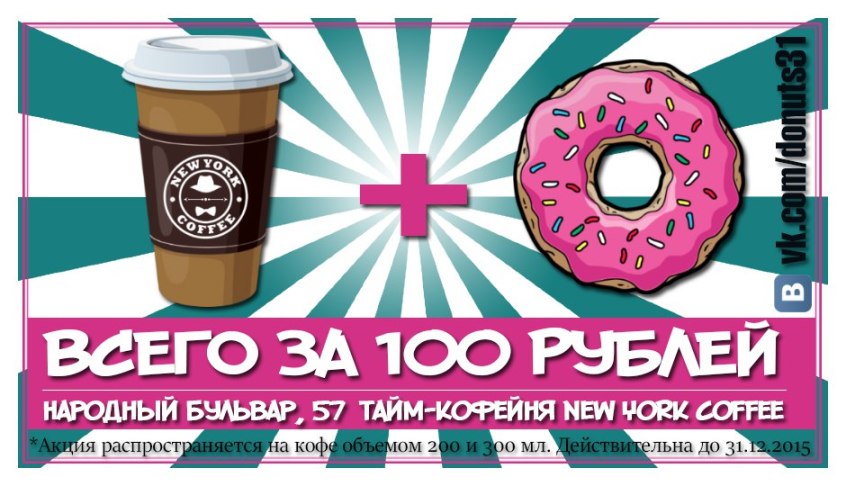 NEW YORK
COFFEE
vk.com/donuts31
B
ВСЕГО ЗА 100 РУБЛЕЙ
НАРОДНЫЙ БУЛЬВАР, 57 ТАЙМ-КОФЕЙНЯ NEW YORK COFFEE
*Акция распространяется на кофе объемом 200 и 300 мл. Действительна до 31.12.2015